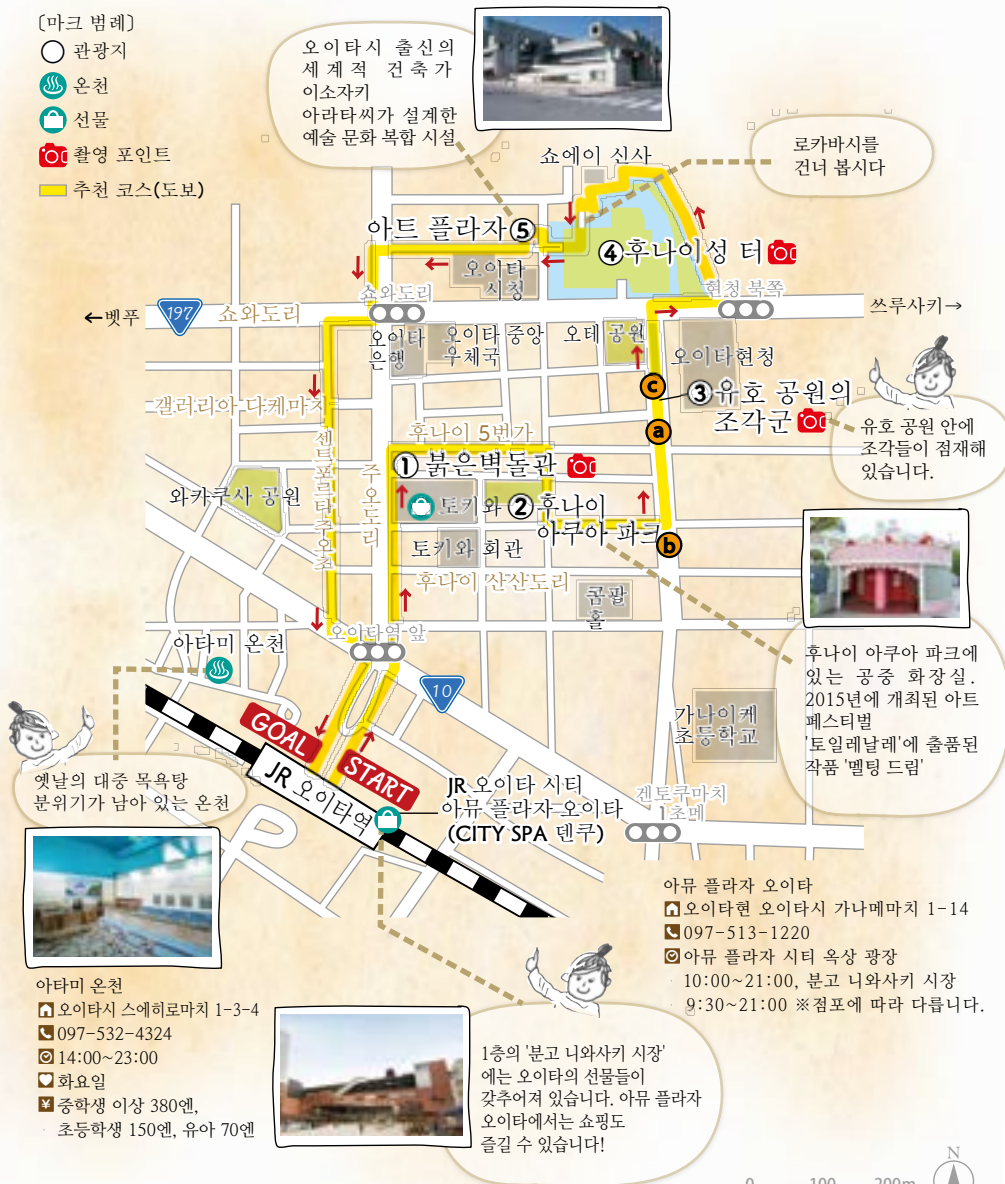 〔마크 범례〕
관광지
온천
선물
촬영 포인트
추천 코스(도보)
오이타시 출신의
세계적 건축가
이소자키
아라타씨가 설계한
예술 문화 복합 시설
쇼에이 신사
로카바시를
건너 봅시다
아트 플라자⑤
④후나이성 터
오이타
시청
쇼와도리
현청 북쪽
←벳푸
197
쇼와도리
쓰루사키→
오이타
은행
오이타 중앙
우체국
오테 공원
오이타현청
c
③유호 공원의
조각군
a
유호 공원 안에
조각들이 점재해
있습니다.
갤러리아 다케마치
센트포르타주오초
주오도리
후나이 5번가
① 붉은벽돌관
와카쿠사 공원
토키와
②후나이
아쿠아 파크
b
토키와 회관
후나이 산산도리
콤팔
홀
오이타역 앞
아타미 온천
10
후나이 아쿠아 파크에
있는 공중 화장실.
2015년에 개최된 아트
페스티벌
'토일레날레'에 출품된
작품 '멜팅 드림'
가나이케
초등학교
GOAL
START
JR 오이타역
옛날의 대중 목욕탕
분위기가 남아 있는 온천
JR 오이타 시티
아뮤 플라자 오이타
(CITY SPA 덴쿠)
겐토쿠마치
1초메
아뮤 플라자 오이타
오이타현 오이타시 가나메마치 1-14
097-513-1220
아뮤 플라자 시티 옥상 광장
10:00~21:00, 분고 니와사키 시장
9:30~21:00 ※점포에 따라 다릅니다.
아타미 온천
오이타시 스에히로마치 1-3-4
097-532-4324
14:00~23:00
화요일
¥ 중학생 이상 380엔,
초등학생 150엔, 유아 70엔
1층의 '분고 니와사키 시장'
에는 오이타의 선물들이
갖추어져 있습니다. 아뮤 플라자
오이타에서는 쇼핑도
즐길 수 있습니다!
0 100 200m
N